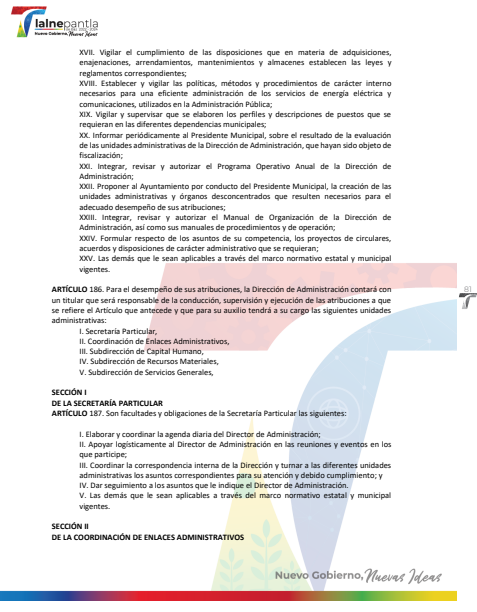 Tlalnepantla
Nuevo Gobierno, Nuevas Ideas
XVII. Vigilar el cumplimiento de las disposiciones que en materia de adquisiciones,
enajenaciones, arrendamientos, mantenimientos y almacenes establecen las leyes y
reglamentos correspondientes;
XVIII. Establecer y vigilar las políticas, métodos y procedimientos de carácter interno
necesarios para una eficiente administración de los servicios de energía eléctrica y
comunicaciones, utilizados en la Administración Pública;
XIX. Vigilar y supervisar que se elaboren los perfiles y descripciones de puestos que se
requieran en las diferentes dependencias municipales;
XX. Informar periódicamente al Presidente Municipal, sobre el resultado de la evaluación
de las unidades administrativas de la Dirección de Administración, que hayan sido objeto de
fiscalización;
XXI. Integrar, revisar y autorizar el Programa Operativo Anual de la Dirección de
Administración;
XXII. Proponer al Ayuntamiento por conducto del Presidente Municipal, la creación de las
unidades administrativas y órganos desconcentrados que resulten necesarios para el
adecuado desempeño de sus atribuciones;
XXIII. Integrar, revisar y autorizar el Manual de Organización de la Dirección de
Administración, así como sus manuales de procedimientos y de operación;
XXIV. Formular respecto de los asuntos de su competencia, los proyectos de circulares,
acuerdos y disposiciones de carácter administrativo que se requieran;
XXV. Las demás que le sean aplicables a través del marco normativo estatal y municipal
vigentes.
ARTÍCULO 186. Para el desempeño de sus atribuciones, la Dirección de Administración contará con
un titular que será responsable de la conducción, supervisión y ejecución de las atribuciones a que
se refiere el Artículo que antecede y que para su auxilio tendrá a su cargo las siguientes unidades
administrativas:
I. Secretaría Particular,
II. Coordinación de Enlaces Administrativos,
III. Subdirección de Capital Humano,
IV. Subdirección de Recursos Materiales,
V. Subdirección de Servicios Generales,
81
SECCIÓN I
DE LA SECRETARÍA PARTICULAR
ARTÍCULO 187. Son facultades y obligaciones de la Secretaría Particular las siguientes:
I. Elaborar y coordinar la agenda diaria del Director de Administración;
II. Apoyar logísticamente al Director de Administración en las reuniones y eventos en los
que participe;
III. Coordinar la correspondencia interna de la Dirección y turnar a las diferentes unidades
administrativas los asuntos correspondientes para su atención y debido cumplimiento; y
IV. Dar seguimiento a los asuntos que le indique el Director de Administración.
V. Las demás que le sean aplicables a través del marco normativo estatal y municipal
vigentes.
SECCIÓN II
DE LA COORDINACIÓN DE ENLACES ADMINISTRATIVOS
Nuevo Gobierno, Nuevas Ideas